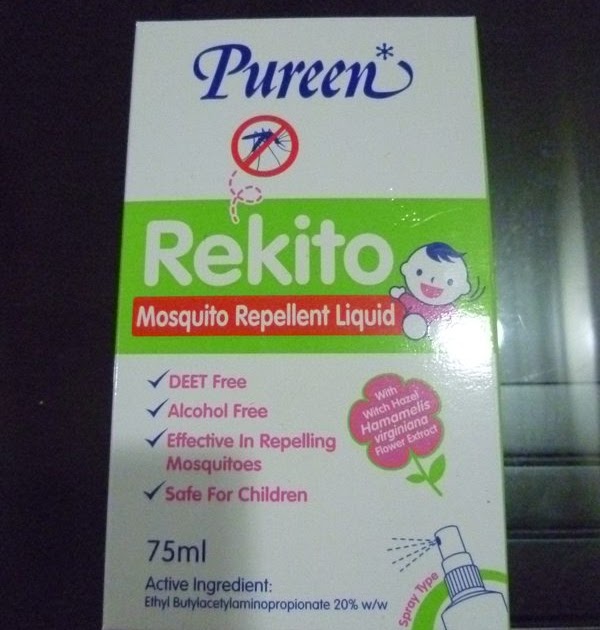 Pureen*
Rekito
Mosquito Repellent Liquid
✓ DEET Free
✓ Alcohol Free
✓ Effective In Repelling
Mosquitoes
✓ Safe For Children
With
Witch Hazel
Hamamelis
virginiana
Flower Extract
75ml
Active Ingredient:
Ethyl Butylacetylaminopropionate 20% w/w
Spray Type